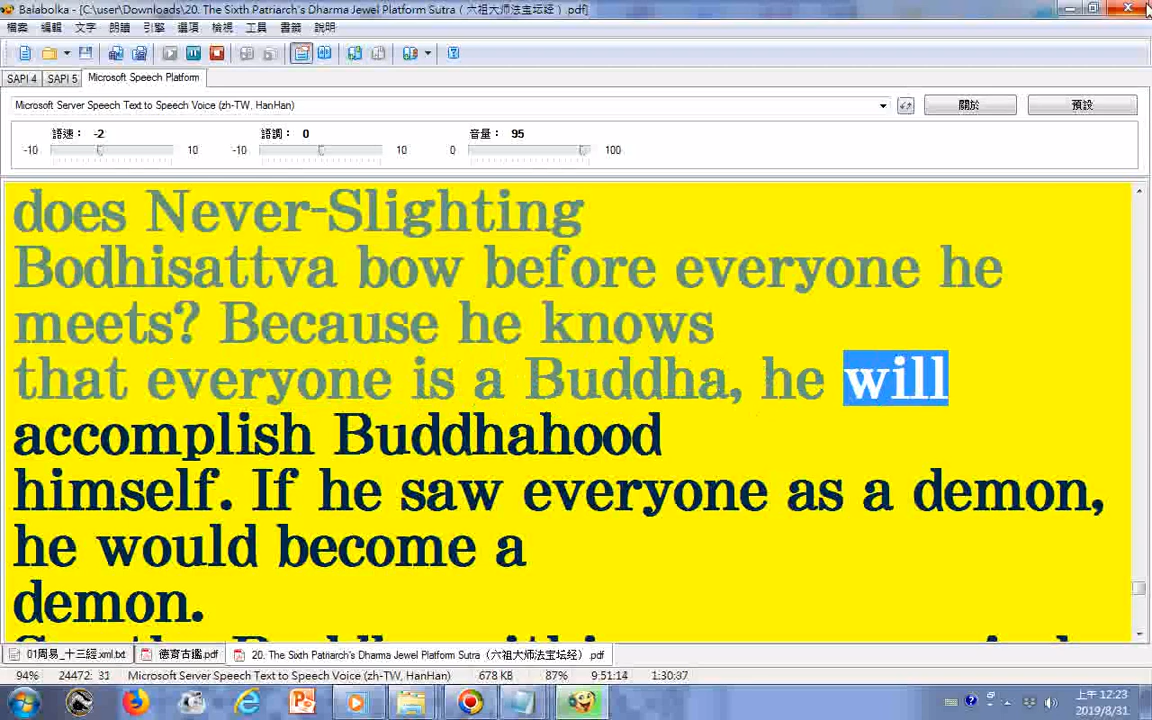 Balabolka - [C:\user\Downloads\20. The Sixth Patriarch's Dharma Jewel Platform Sutra（六祖大师法宝坛经）pdf]
檔案 編輯 文字 朗讀 引擎 選項 檢視 工具 書籤 說明
SAPI 4 SAPI 5 Microsoft Speech Platform
Microsoft Server Speech Text to Speech Voice (zh-TW, HanHan) 關於 預設
語速： -2 語調： 0 音量： 95
-10 10 -10 10 0 100
does Never-Slighting
Bodhisattva bow before everyone he
meets? Because he knows
that everyone is a Buddha, he will
accomplish Buddhahood
himself. If he saw everyone as a demon,
he would become a
demon.
01周易_十三經.xml.txt 德育古鑑.pdf 20. The Sixth Patriarch's Dharma Jewel Platform Sutra（六祖大师法宝坛经）.pdf
94% 24472: 31 Microsoft Server Speech Text to Speech Voice (zh-TW, HanHan) 678 KB 87% 9:51:14 1:30:37
上午 12:23
2019/8/31